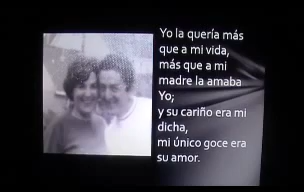 Yo la quería más
que a mi vida,
más que a mi
madre la amaba
Yo;
y su cariño era mi
dicha,
mi único goce era
su amor.